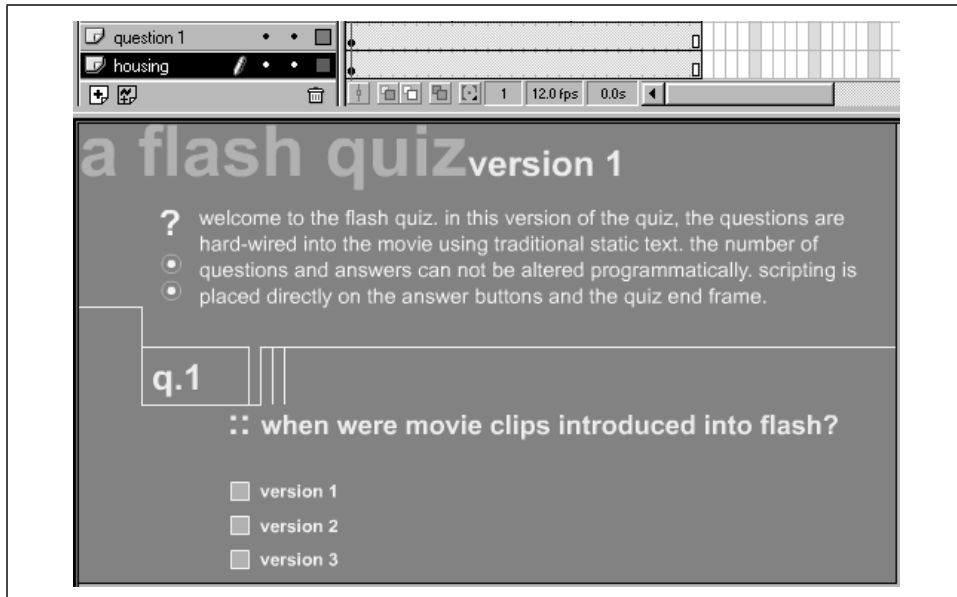 question 1
housing
1 12.0 fps 0.0s
a flash quiz version 1
? welcome to the flash quiz. in this version of the quiz, the questions are
hard-wired into the movie using traditional static text. the number of
questions and answers can not be altered programmatically. scripting is
placed directly on the answer buttons and the quiz end frame.
q.1
:: when were movie clips introduced into flash?
version 1
version 2
version 3